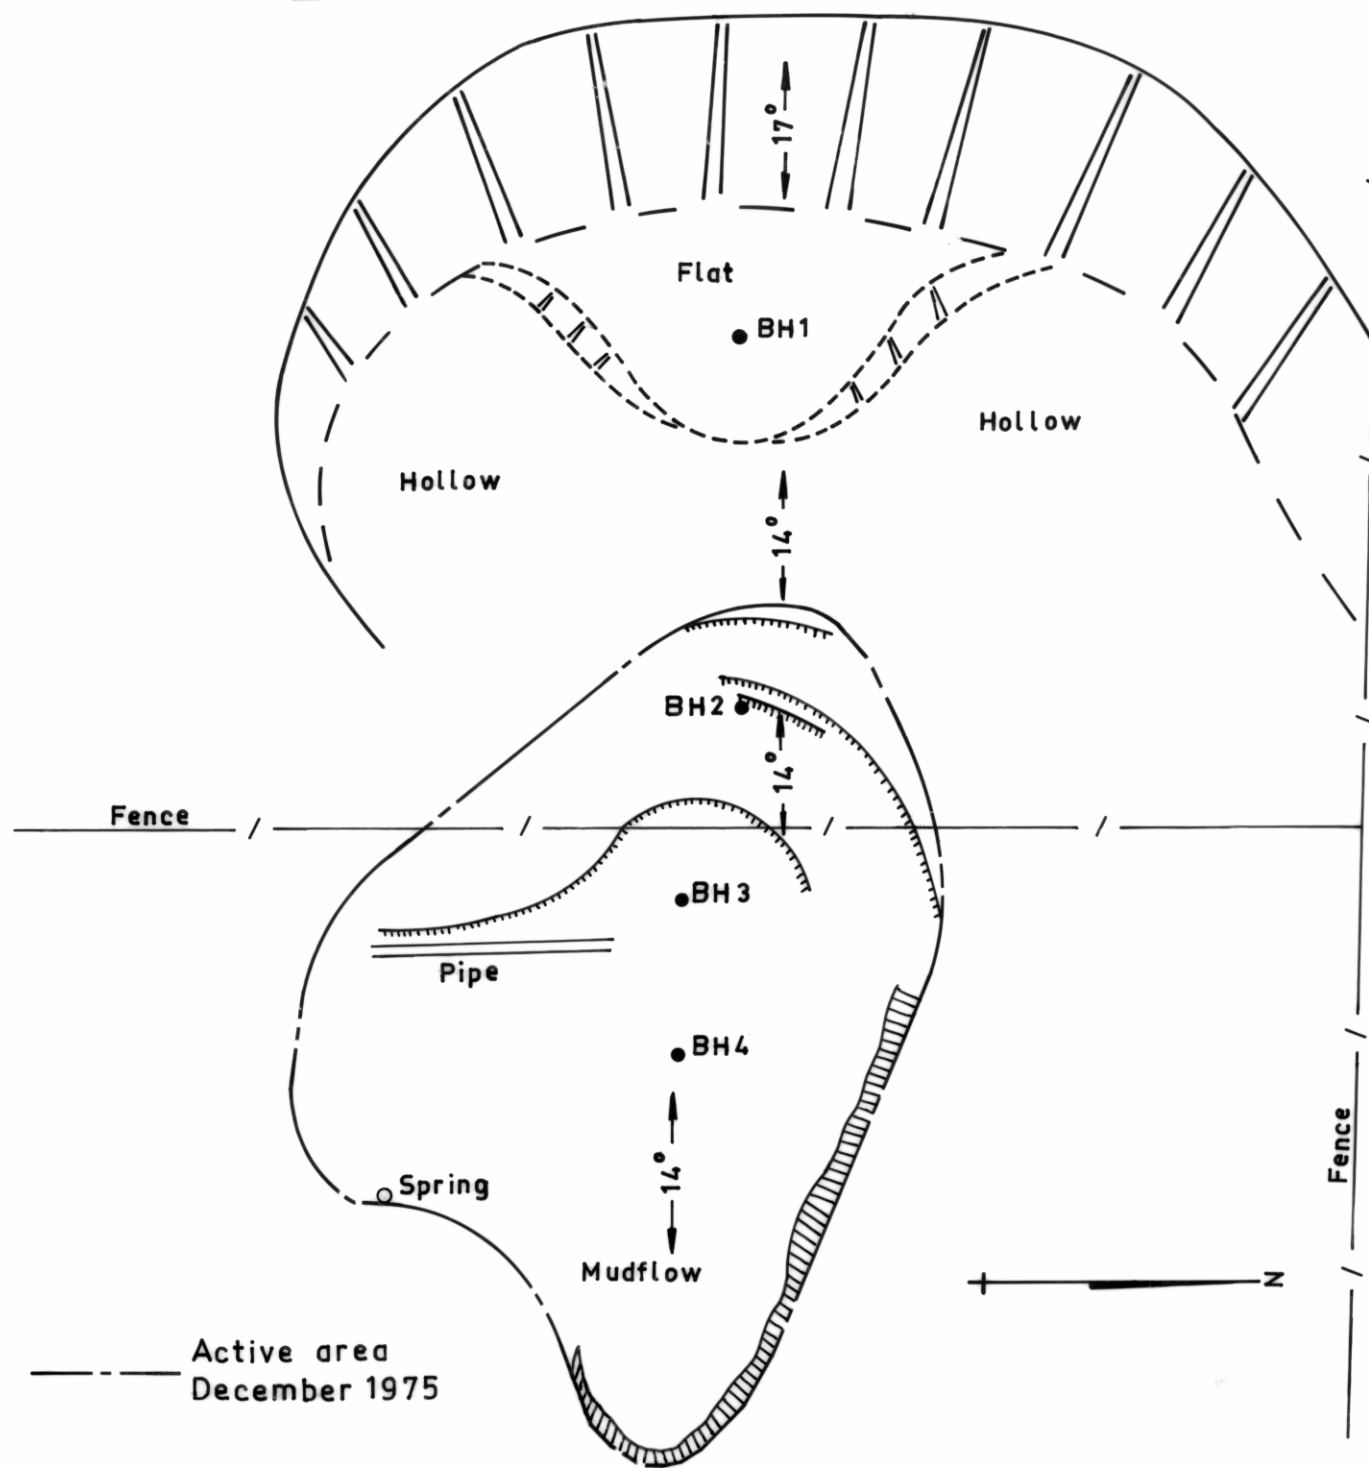 17°
Flat
BH1
Hollow
Hollow
14°
BH2
14°
Fence
BH3
Pipe
BH4
Fence
14°
Spring
Mudflow
N
Active area
December 1975